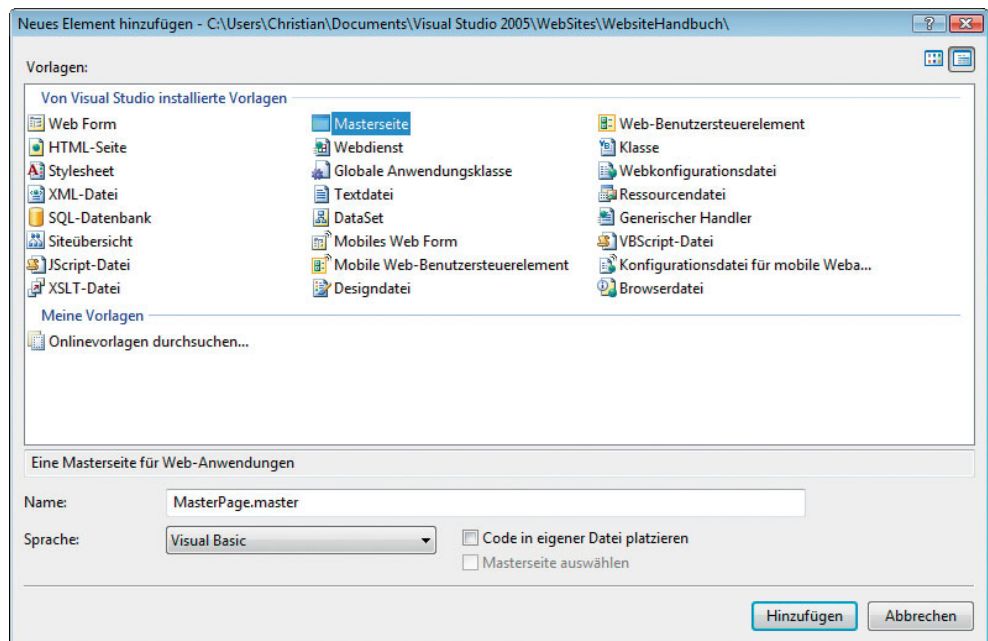 Neues Element hinzufügen - C:\Users\Christian\Documents\Visual Studio 2005\WebSites\WebsiteHandbuch\
Vorlagen:
Von Visual Studio installierte Vorlagen
Web Form Masterseite Web-Benutzersteuerelement
HTML-Seite Webdienst Klasse
Stylesheet Globale Anwendungsklasse Webkonfigurationsdatei
XML-Datei Textdatei Ressourcendatei
SQL-Datenbank DataSet Generischer Handler
Siteübersicht Mobiles Web Form VBScript-Datei
JScript-Datei Mobile Web-Benutzersteuerelement Konfigurationsdatei für mobile Weba...
XSLT-Datei Designdatei Browserdatei
Meine Vorlagen
Onlinevorlagen durchsuchen...
Eine Masterseite für Web-Anwendungen
Name: MasterPage.master
Sprache: Visual Basic Code in eigener Datei platzieren
Masterseite auswählen
Hinzufügen Abbrechen